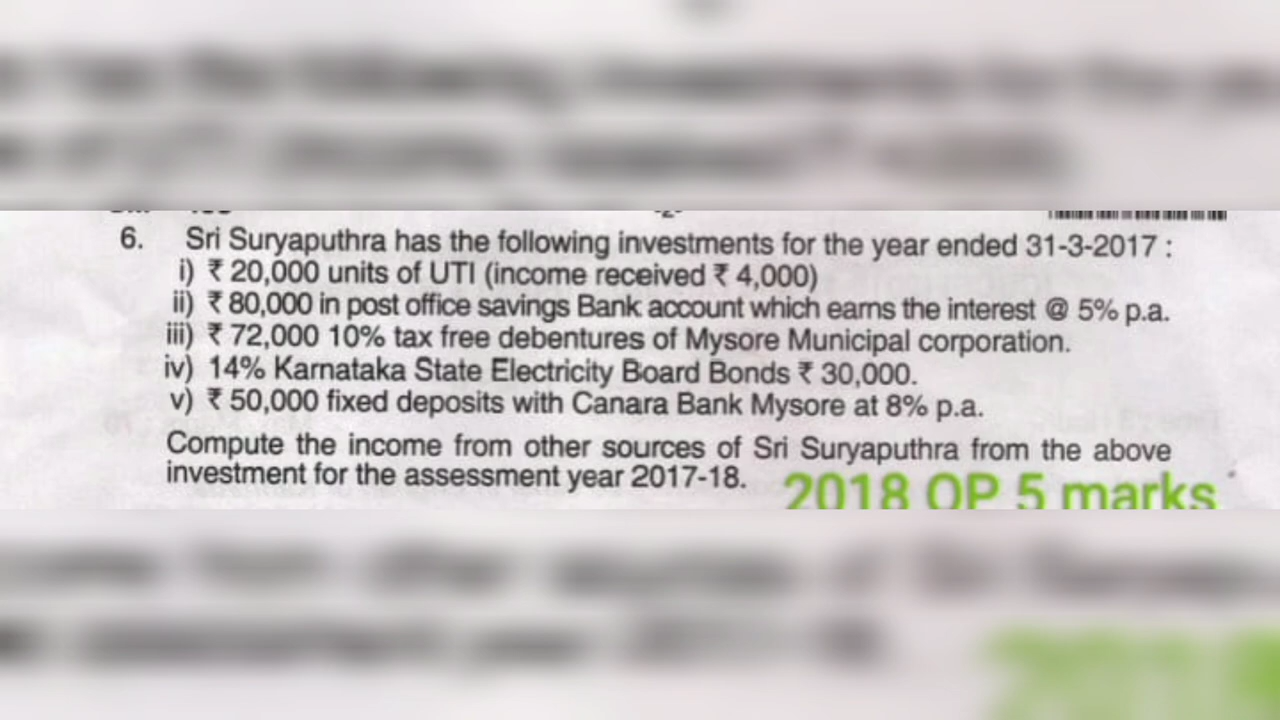 -2-
6. Sri Suryaputhra has the following investments for the year ended 31-3-2017 :
i) ₹ 20,000 units of UTI (income received ₹ 4,000)
ii) ₹ 80,000 in post office savings Bank account which earns the interest @ 5% p.a.
iii) ₹ 72,000 10% tax free debentures of Mysore Municipal corporation.
iv) 14% Karnataka State Electricity Board Bonds ₹ 30,000.
v) ₹ 50,000 fixed deposits with Canara Bank Mysore at 8% p.a.
Compute the income from other sources of Sri Suryaputhra from the above
investment for the assessment year 2017-18.
2018 QP 5 marks